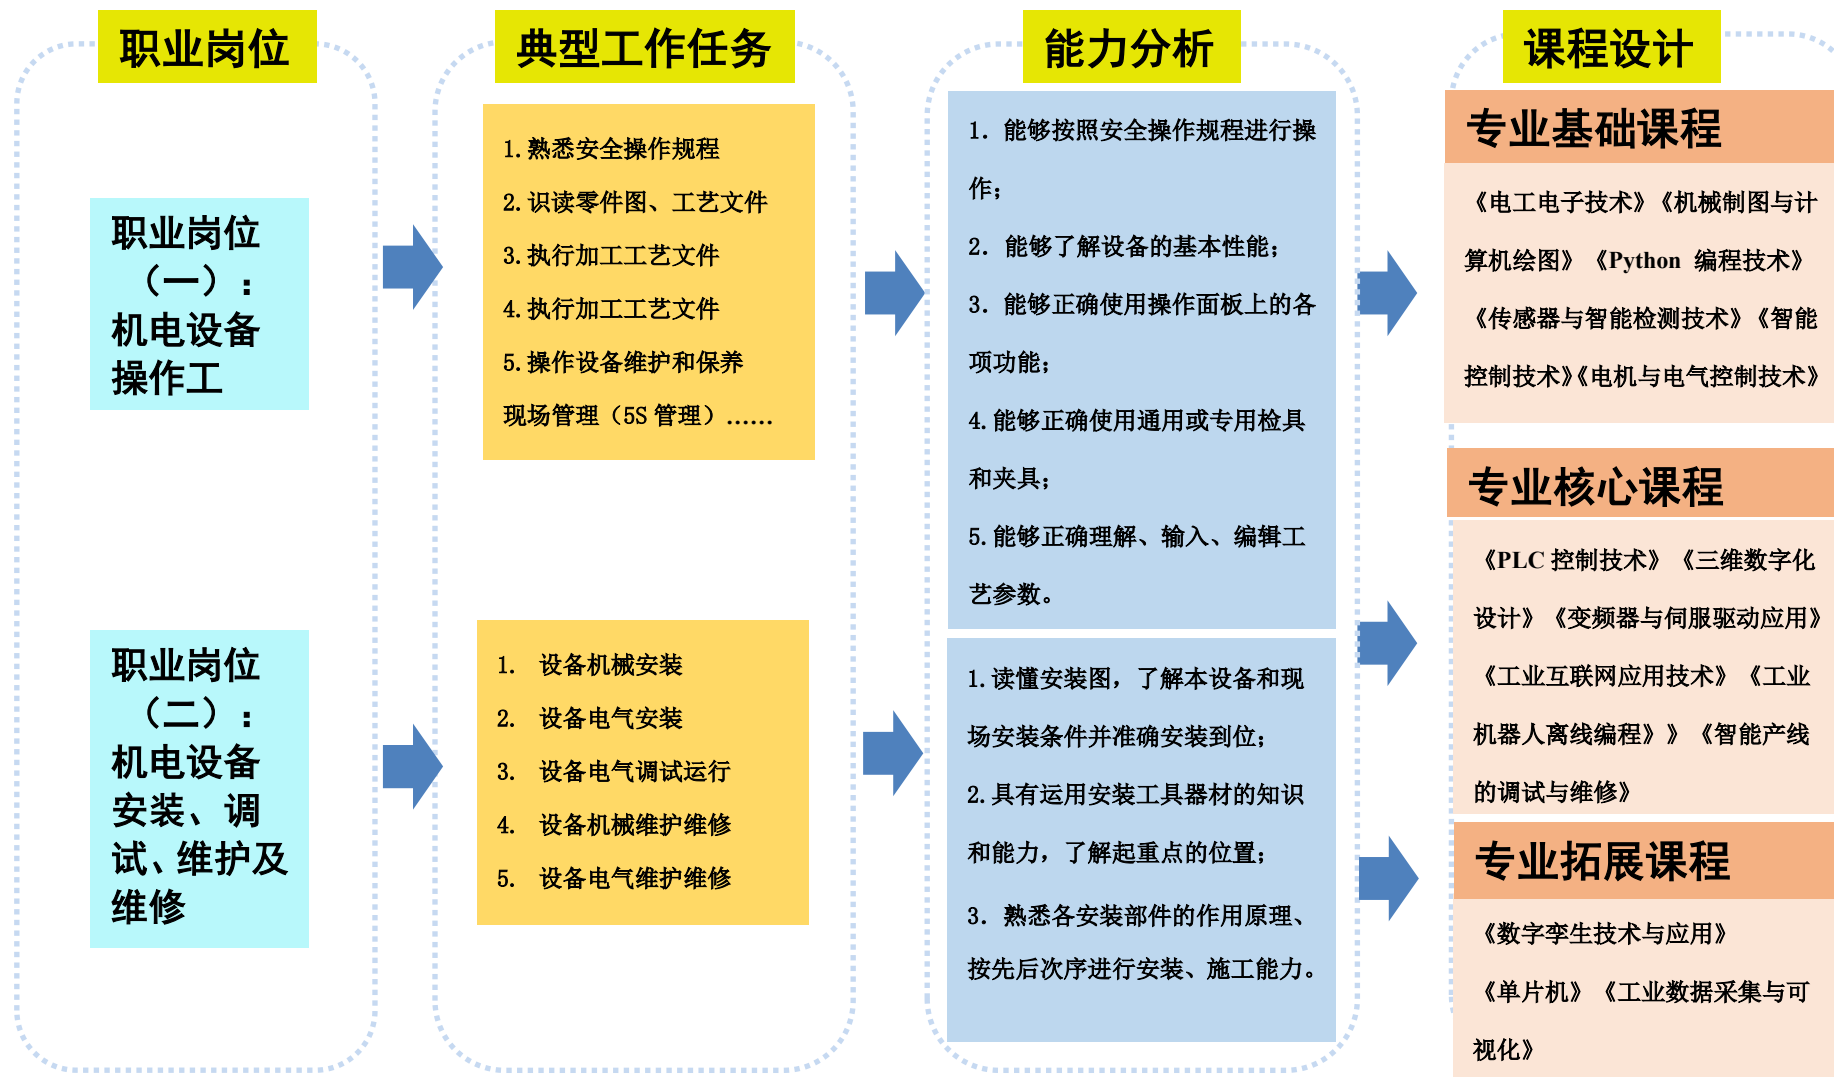 职业岗位
职业岗位
（一）：
机电设备
操作工
职业岗位
（二）：
机电设备
安装、调
试、维护及
维修
典型工作任务
1.熟悉安全操作规程
2.识读零件图、工艺文件
3.执行加工工艺文件
4.执行加工工艺文件
5.操作设备维护和保养
现场管理（5S 管理）……
1. 设备机械安装
2. 设备电气安装
3. 设备电气调试运行
4. 设备机械维护维修
5. 设备电气维护维修
能力分析
1. 能够按照安全操作规程进行操
作；
2. 能够了解设备的基本性能；
3. 能够正确使用操作面板上的各
项功能；
4.能够正确使用通用或专用检具
和夹具；
5.能够正确理解、输入、编辑工
艺参数。
1.读懂安装图，了解本设备和现
场安装条件并准确安装到位；
2.具有运用安装工具器材的知识
和能力，了解起重点的位置；
3. 熟悉各安装部件的作用原理、
按先后次序进行安装、施工能力。
课程设计
专业基础课程
《电工电子技术》《机械制图与计
算机绘图》《Python 编程技术》
《传感器与智能检测技术》《智能
控制技术》《电机与电气控制技术》
专业核心课程
《PLC 控制技术》《三维数字化
设计》《变频器与伺服驱动应用》
《工业互联网应用技术》《工业
机器人离线编程》》《智能产线
的调试与维修》
专业拓展课程
《数字孪生技术与应用》
《单片机》《工业数据采集与可
视化》